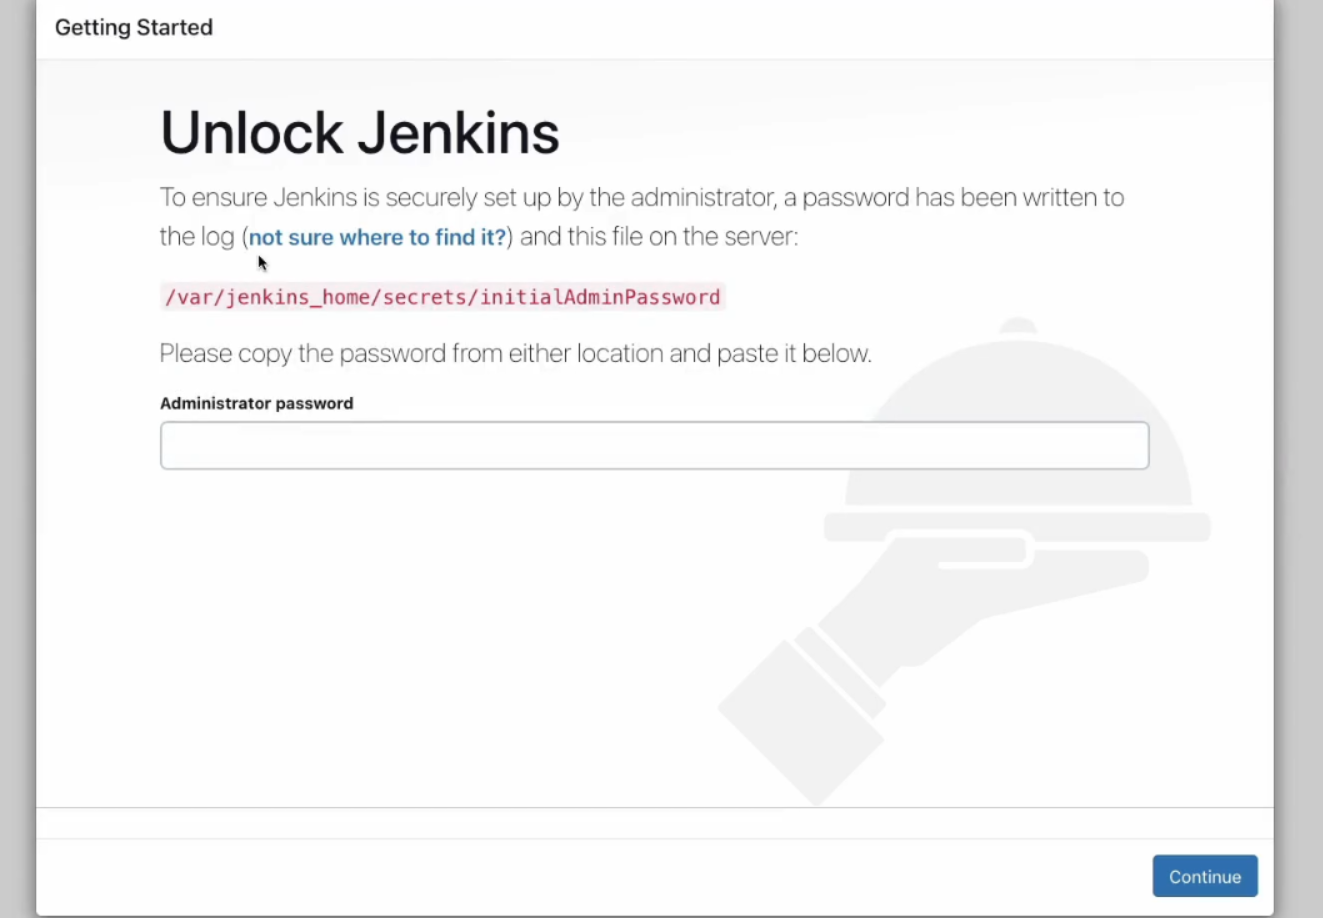 Getting Started
Unlock Jenkins
To ensure Jenkins is securely set up by the administrator, a password has been written to
the log (not sure where to find it?) and this file on the server:
/var/jenkins_home/secrets/initialAdminPassword
Please copy the password from either location and paste it below.
Administrator password
Continue